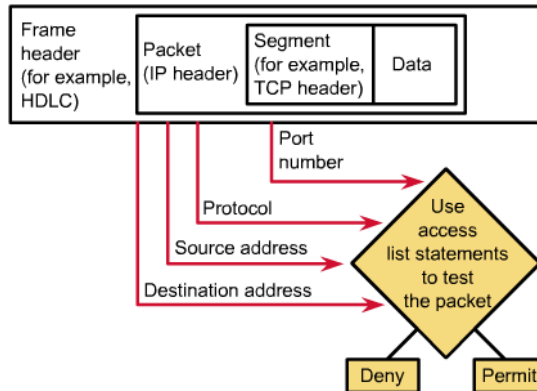 Frame
header
(for example,
HDLC)
Packet
(IP header)
Segment
(for example,
TCP header)
Data
Port
number
Protocol
Source address
Destination address
Use
access
list statements
to test
the packet
Deny
Permit